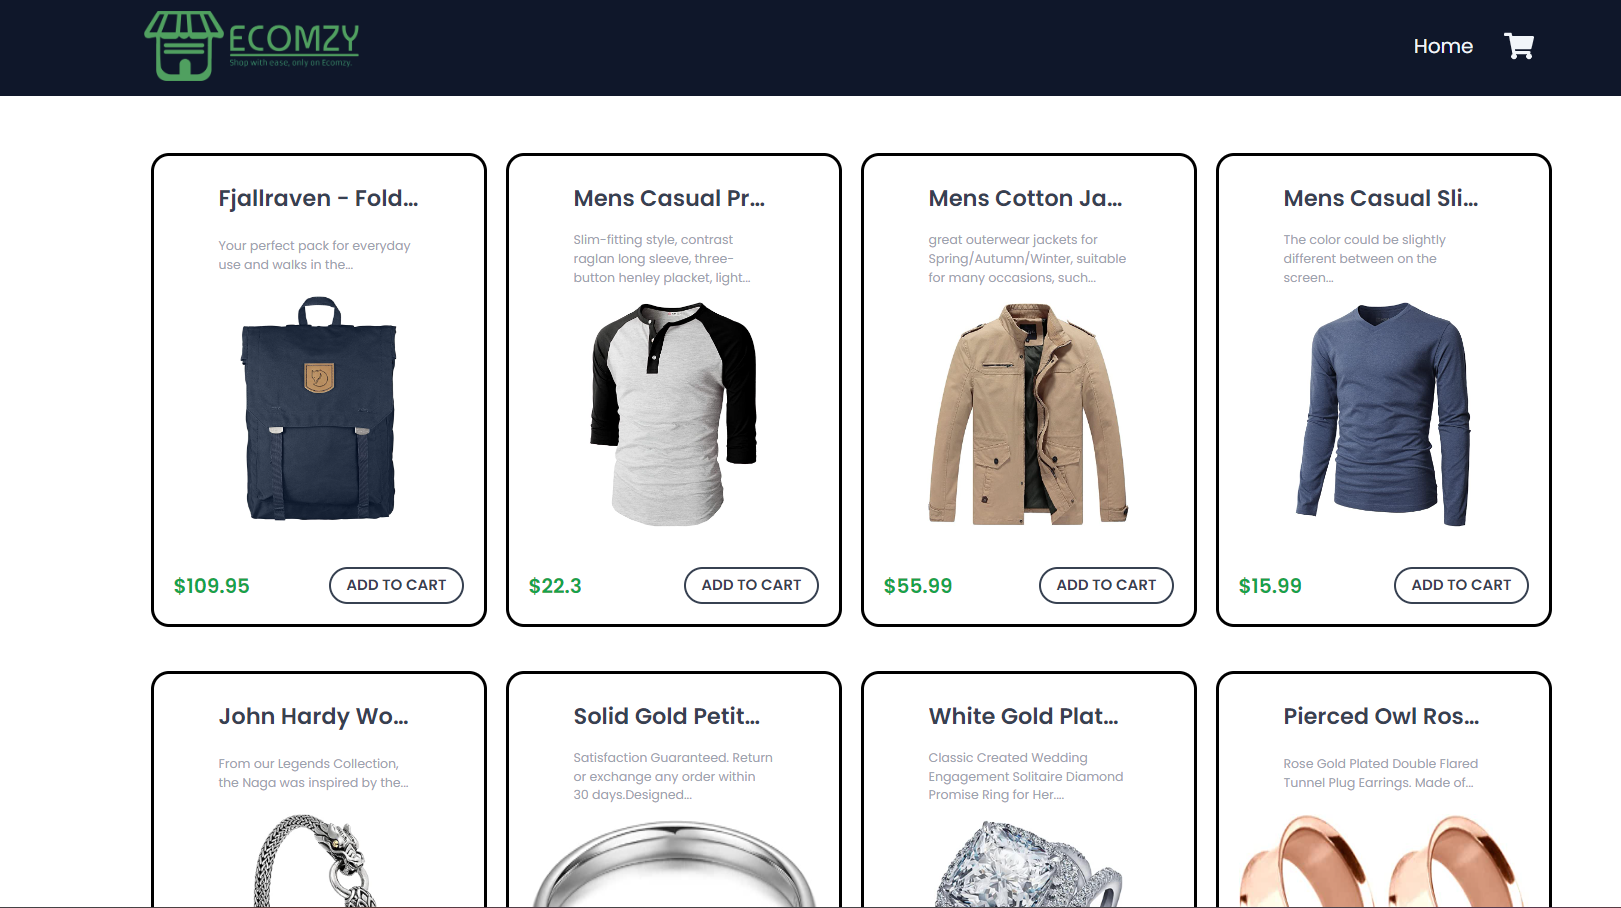 ECOMZY
Shop with ease, only on Ecomzy.
Home
Fjallraven - Fold...
Your perfect pack for everyday
use and walks in the...
$109.95
ADD TO CART
Mens Casual Pr...
Slim-fitting style, contrast
raglan long sleeve, three-
button henley placket, light...
$22.3
ADD TO CART
Mens Cotton Ja...
great outerwear jackets for
Spring/Autumn/Winter, suitable
for many occasions, such...
$55.99
ADD TO CART
Mens Casual Sli...
The color could be slightly
different between on the
screen...
$15.99
ADD TO CART
John Hardy Wo...
From our Legends Collection,
the Naga was inspired by the...
Solid Gold Petit...
Satisfaction Guaranteed. Return
or exchange any order within
30 days.Designed...
White Gold Plat...
Classic Created Wedding
Engagement Solitaire Diamond
Promise Ring for Her....
Pierced Owl Ros...
Rose Gold Plated Double Flared
Tunnel Plug Earrings. Made of...